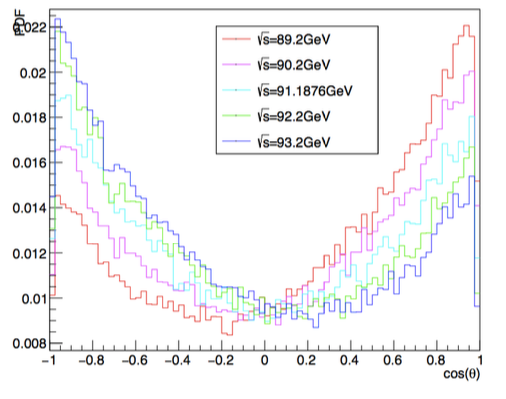 PDF
0.022
0.02
0.018
0.016
0.014
0.012
0.01
0.008
√s=89.2GeV
√s=90.2GeV
√s=91.1876GeV
√s=92.2GeV
√s=93.2GeV
−1 −0.8 −0.6 −0.4 −0.2 0 0.2 0.4 0.6 0.8 1
cos(θ)